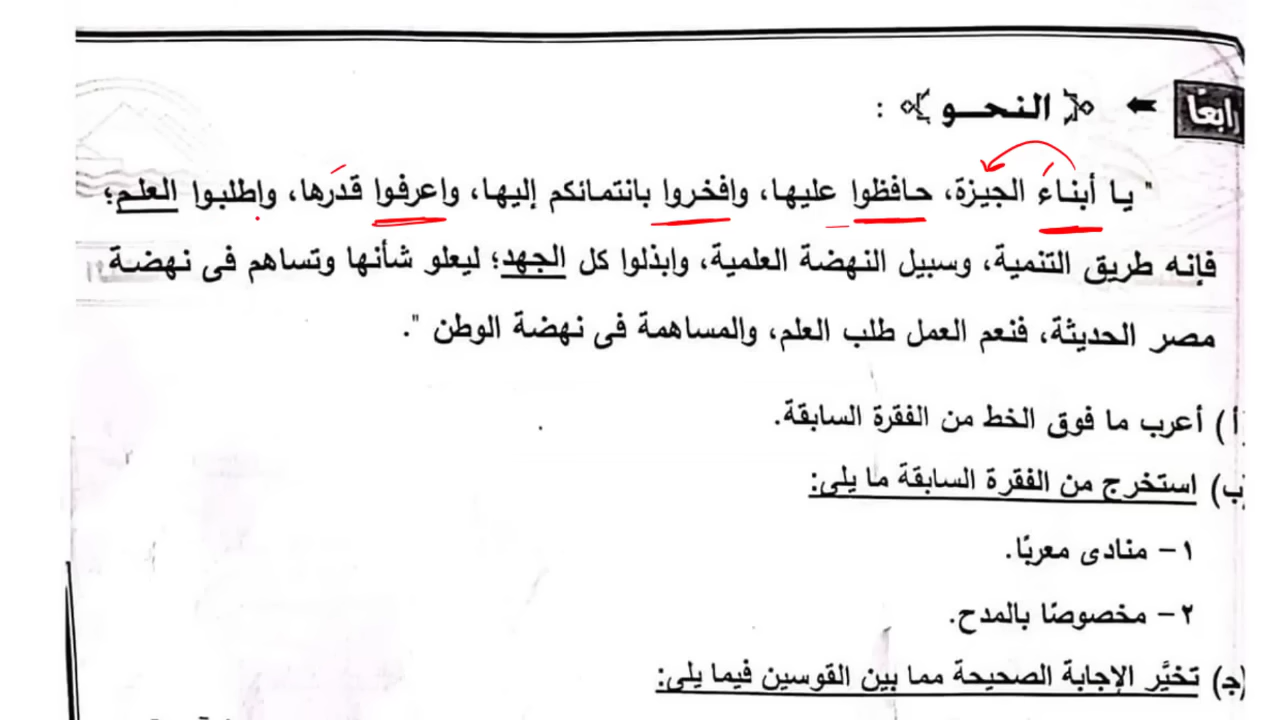 رابعًا ﴿ النحـــو ﴾ :
" يا أبناءَ الجيزة، حافظوا عليها، وافخروا بانتمائكم إليها، واعرفوا قدرَها، واطلبوا العلم؛
فإنه طريق التنمية، وسبيل النهضة العلمية، وابذلوا كل الجهد؛ ليعلو شأنها وتساهم فى نهضة
مصر الحديثة، فنعم العمل طلب العلم، والمساهمة فى نهضة الوطن ".
أ ) أعرب ما فوق الخط من الفقرة السابقة.
ب) استخرج من الفقرة السابقة ما يلى:
١ – منادى معربًا.
٢ – مخصوصًا بالمدح.
(جـ) تخيَّر الإجابة الصحيحة مما بين القوسين فيما يلى: